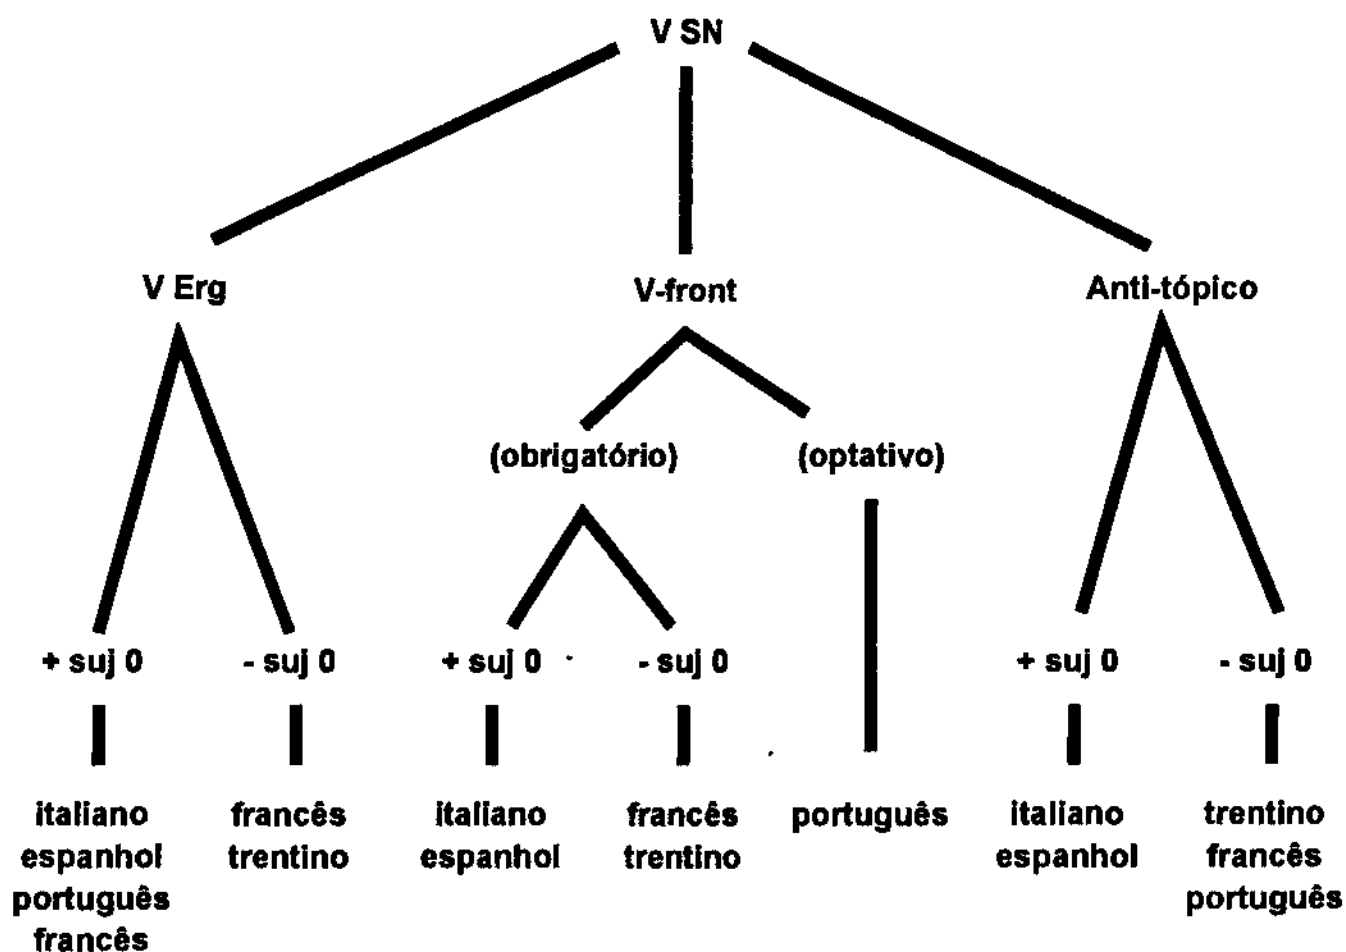 V SN
V Erg
V-front
Anti-tópico
(obrigatório)
(optativo)
+ suj 0
- suj 0
+ suj 0
- suj 0
+ suj 0
- suj 0
italiano
espanhol
português
francês
francês
trentino
italiano
espanhol
francês
trentino
português
italiano
espanhol
trentino
francês
português